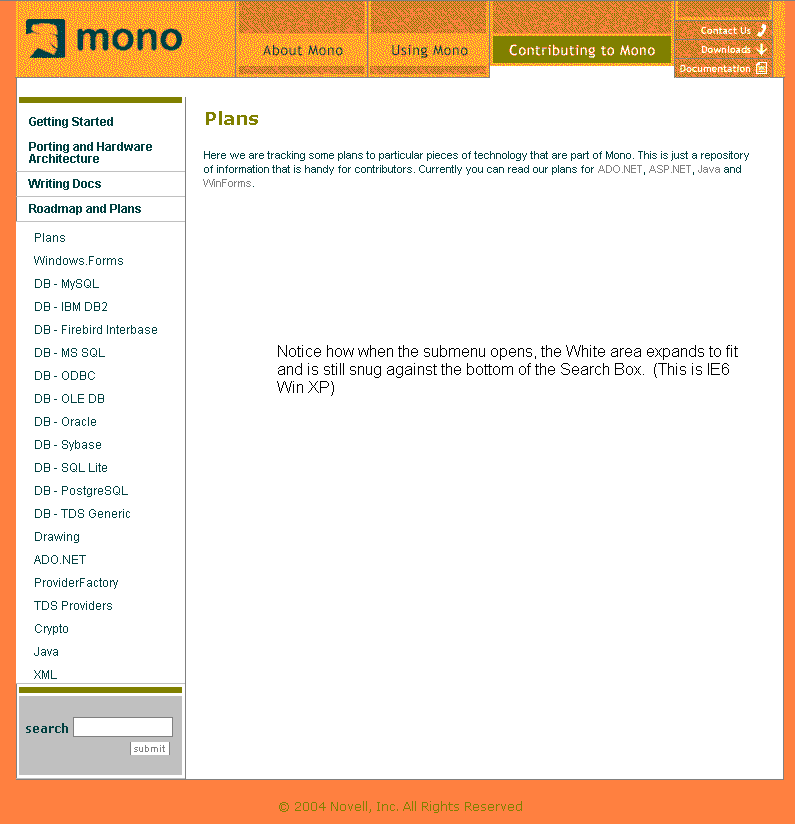 mono
About Mono
Using Mono
Contributing to Mono
Contact Us
Downloads
Documentation
Getting Started
Porting and Hardware
Architecture
Writing Docs
Roadmap and Plans
Plans
Windows.Forms
DB - MySQL
DB - IBM DB2
DB - Firebird Interbase
DB - MS SQL
DB - ODBC
DB - OLE DB
DB - Oracle
DB - Sybase
DB - SQL Lite
DB - PostgreSQL
DB - TDS Generic
Drawing
ADO.NET
ProviderFactory
TDS Providers
Crypto
Java
XML
search
submit
Plans
Here we are tracking some plans to particular pieces of technology that are part of Mono. This is just a repository
of information that is handy for contributors. Currently you can read our plans for ADO.NET, ASP.NET, Java and
WinForms.
Notice how when the submenu opens, the White area expands to fit
and is still snug against the bottom of the Search Box.  (This is IE6
Win XP)
© 2004 Novell, Inc. All Rights Reserved